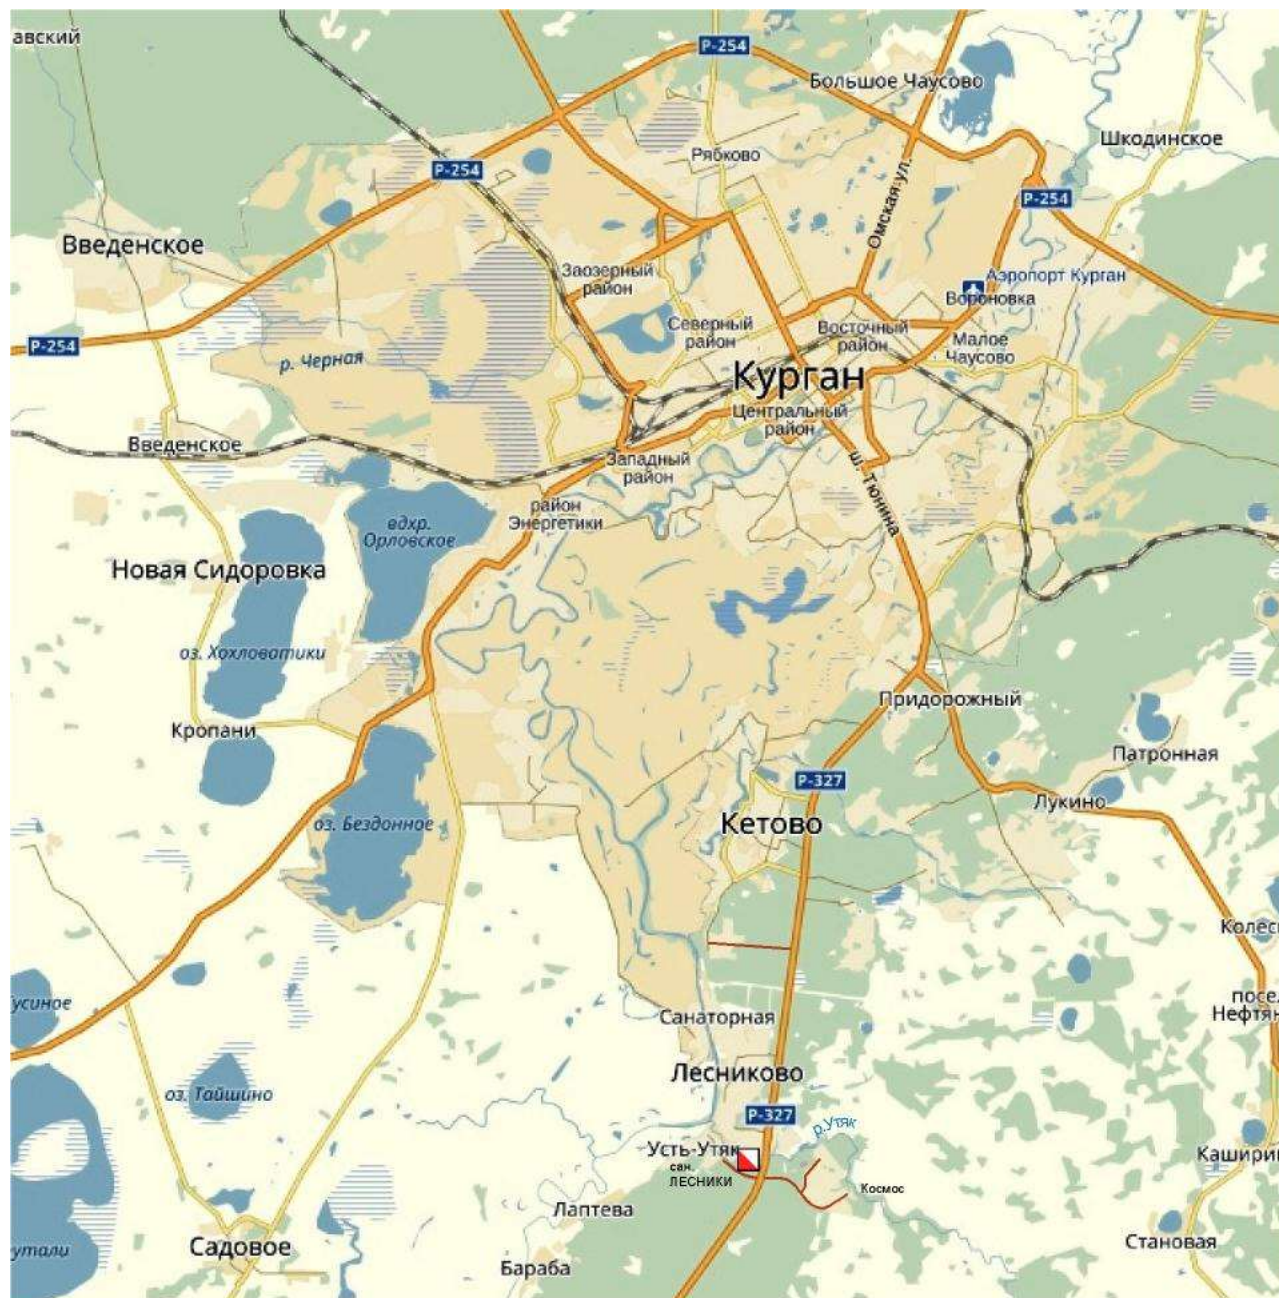 авский
Р-254
Большое Чаусово
Шкодинское
Рябково
Р-254
Р-254
Омская ул.
Введенское
Заозерный
район
Аэропорт Курган
Вороновка
Северный
район
Восточный
район
Малое
Чаусово
Р-254
р. Черная
Курган
Центральный
район
Введенское
Западный
район
ш. Тюнина
район
Энергетики
вдхр.
Орловское
Новая Сидоровка
оз. Хохловатики
Придорожный
Кропани
Патронная
Р-327
Лукино
оз. Бездонное
Кетово
Колес
усиное
посе
Нефтян
Санаторная
Лесниково
оз. Тайшино
Р-327
р.Утяк
Усть-Утяк
сан.
ЛЕСНИКИ
Кашири
Космос
Лаптева
Становая
утали
Садовое
Бараба